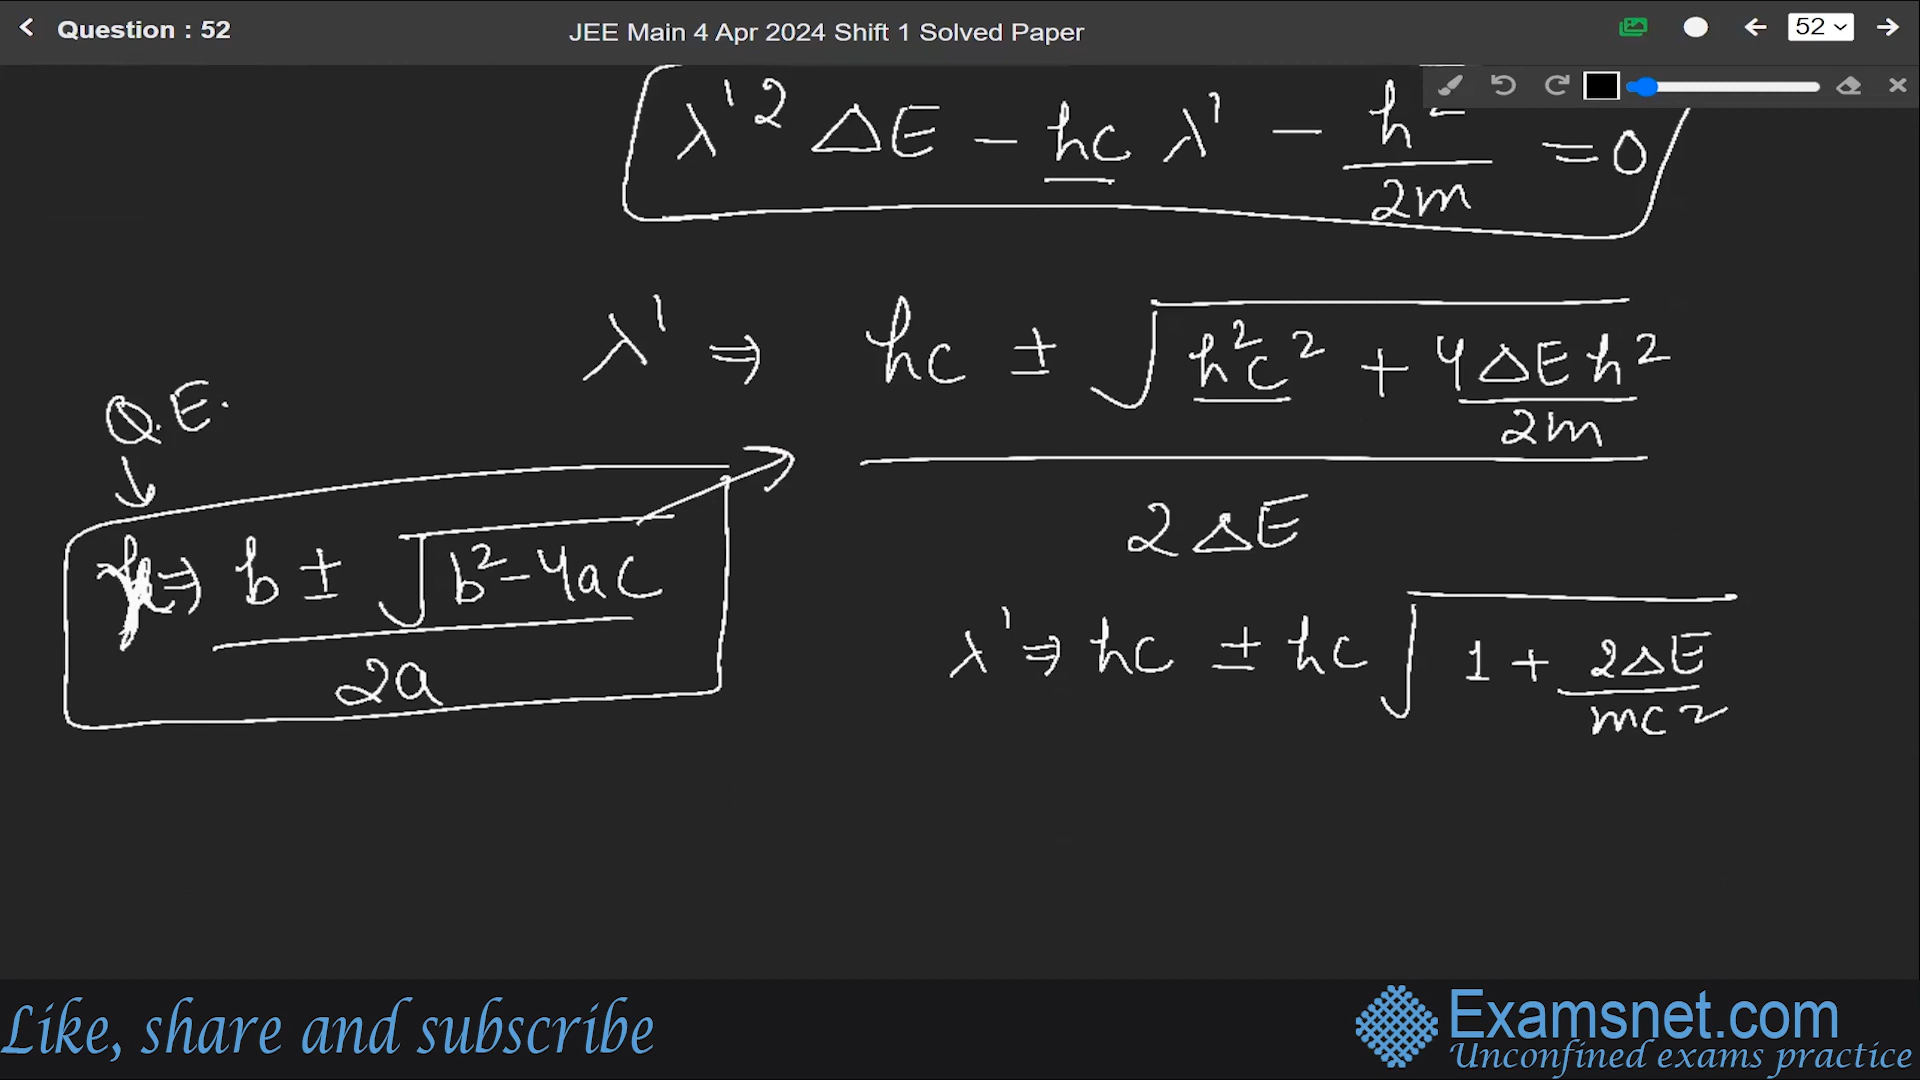 Question : 52
JEE Main 4 Apr 2024 Shift 1 Solved Paper
52
λ'² ΔE - hc λ' - h²/2m = 0
λ' ⇒ hc ± √(h²c² + 4ΔEh²/2m) / 2ΔE
Q.E.
⇒ b ± √(b²-4ac) / 2a
λ' ⇒ hc ± hc √(1 + 2ΔE/mc²)
Like, share and subscribe
Examsnet.com
Unconfined exams practice